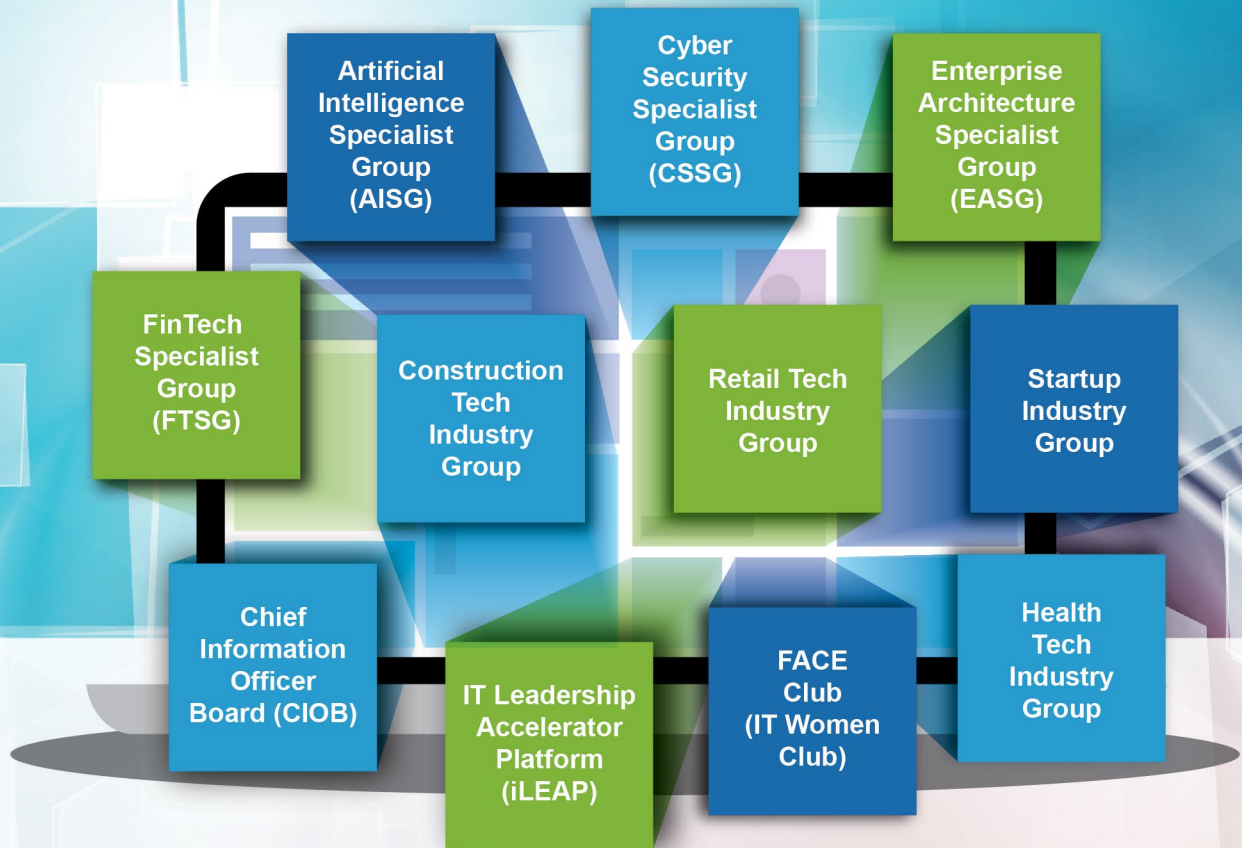 Artificial
Intelligence
Specialist
Group
(AISG)
Cyber
Security
Specialist
Group
(CSSG)
Enterprise
Architecture
Specialist
Group
(EASG)
FinTech
Specialist
Group
(FTSG)
Construction
Tech
Industry
Group
Retail Tech
Industry
Group
Startup
Industry
Group
Chief
Information
Officer
Board (CIOB)
IT Leadership
Accelerator
Platform
(iLEAP)
FACE
Club
(IT Women
Club)
Health
Tech
Industry
Group